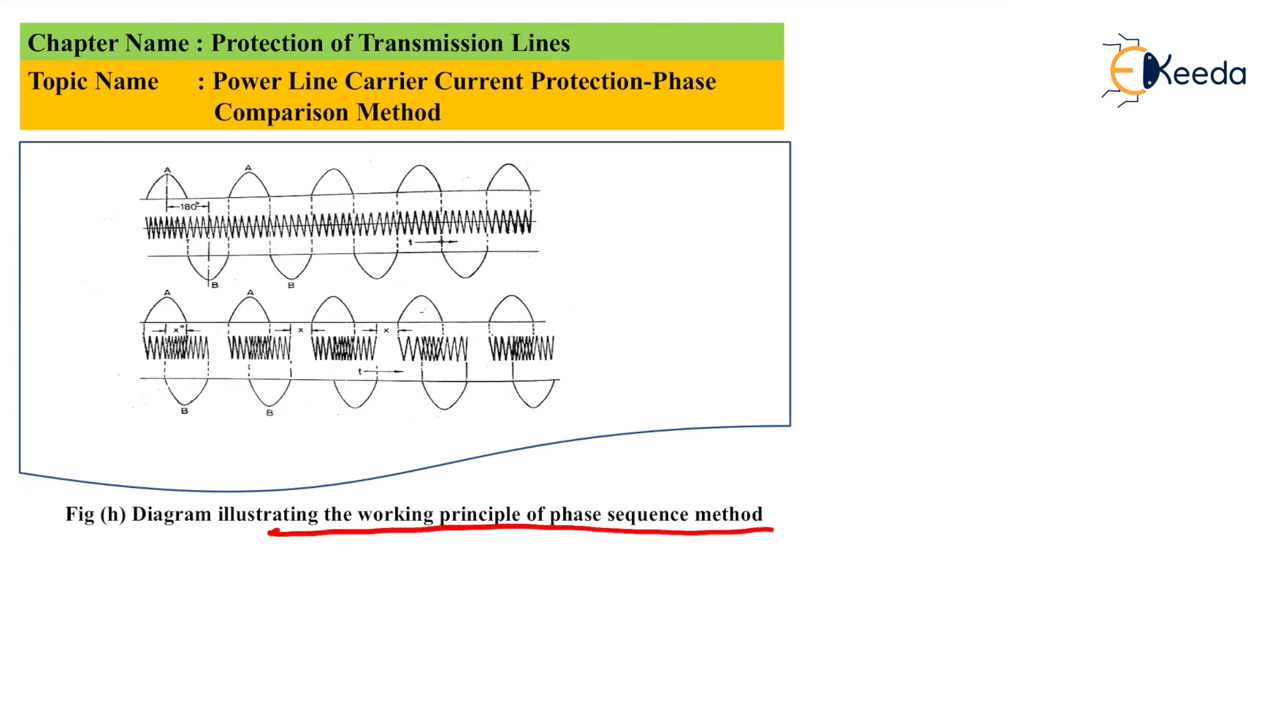 Chapter Name : Protection of Transmission Lines
Topic Name : Power Line Carrier Current Protection-Phase
Comparison Method
EKeeda
A A
180°
t
B B
A A
x° x x
t
B B
Fig (h) Diagram illustrating the working principle of phase sequence method